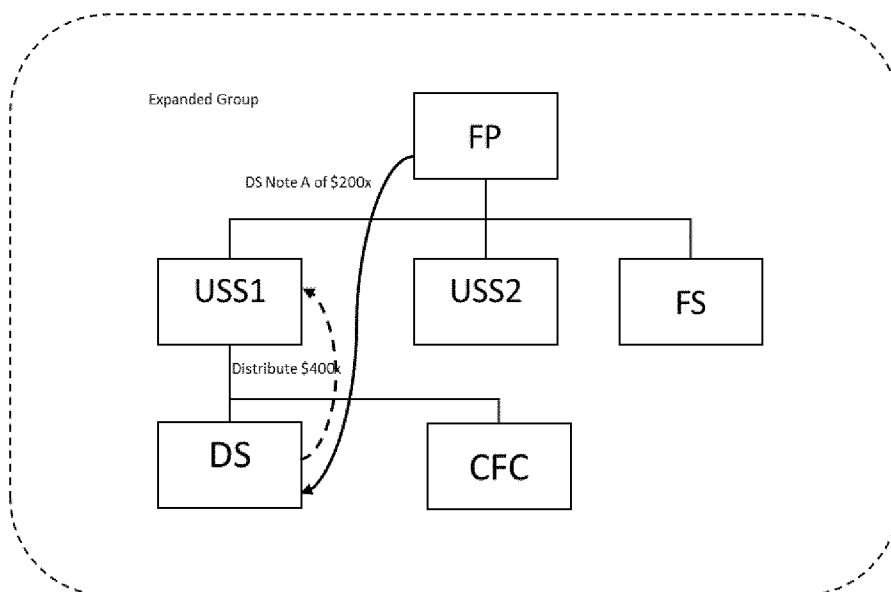 Expanded Group
FP
DS Note A of $200x
USS1
USS2
FS
Distribute $400x
DS
CFC